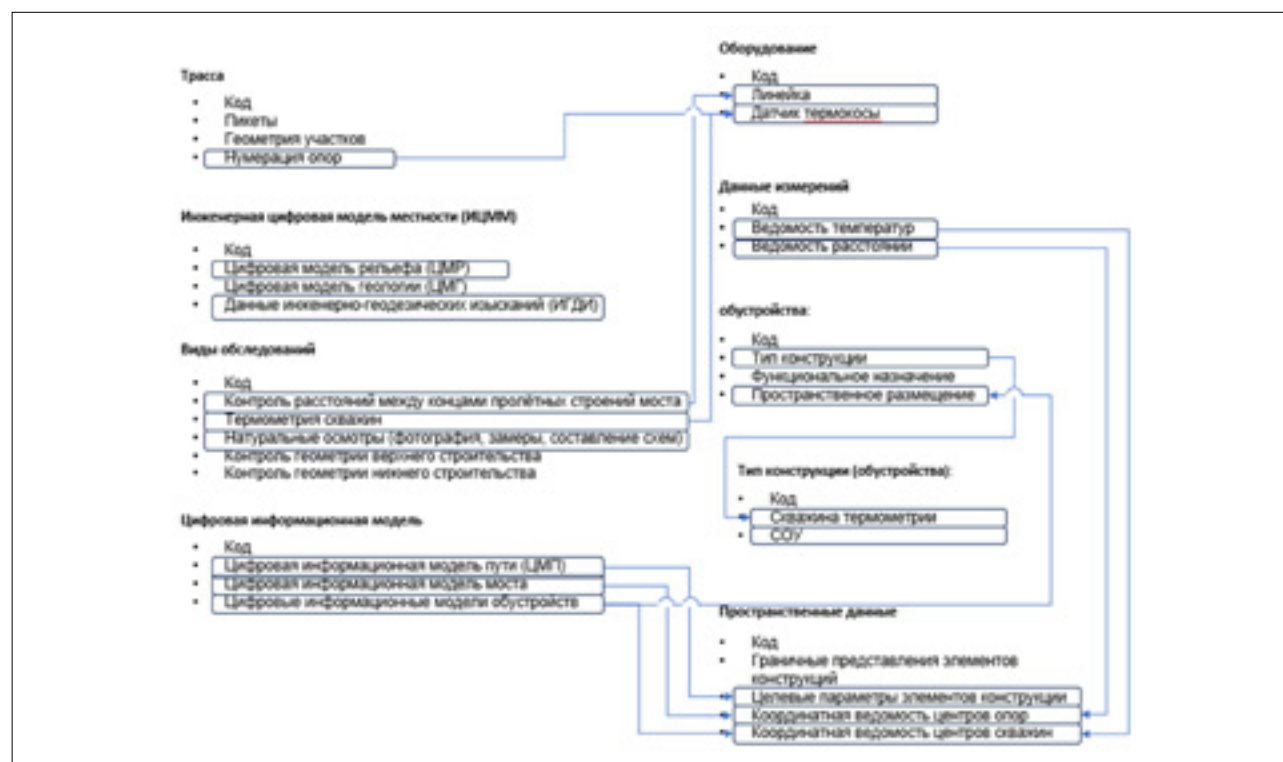 Трасса
• Код
• Пикеты
• Геометрия участков
• Нумерация опор
Инженерная цифровая модель местности (ИЦММ)
• Код
• Цифровая модель рельефа (ЦМР)
• Цифровая модель геологии (ЦМГ)
• Данные инженерно-геодезических изысканий (ИГДИ)
Виды обследований
• Код
• Контроль расстояний между концами пролётных строений моста
• Термометрия скважин
• Натуральные осмотры (фотография, замеры, составление схем)
• Контроль геометрии верхнего строительства
• Контроль геометрии нижнего строительства
Цифровая информационная модель
• Код
• Цифровая информационная модель пути (ЦМП)
• Цифровая информационная модель моста
• Цифровые информационные модели обустройств
Оборудование
• Код
• Линейка
• Датчик термокосы
Данные измерений
• Код
• Ведомость температур
• Ведомость расстоянии
обустройства:
• Код
• Тип конструкции
• Функциональное назначение
• Пространственное размещение
Тип конструкции (обустройства):
• Код
• Скважина термометрии
• СОУ
Пространственные данные
• Код
• Граничные представления элементов
конструкций
• Целевые параметры элементов конструкции
• Координатная ведомость центров опор
• Координатная ведомость центров скважин